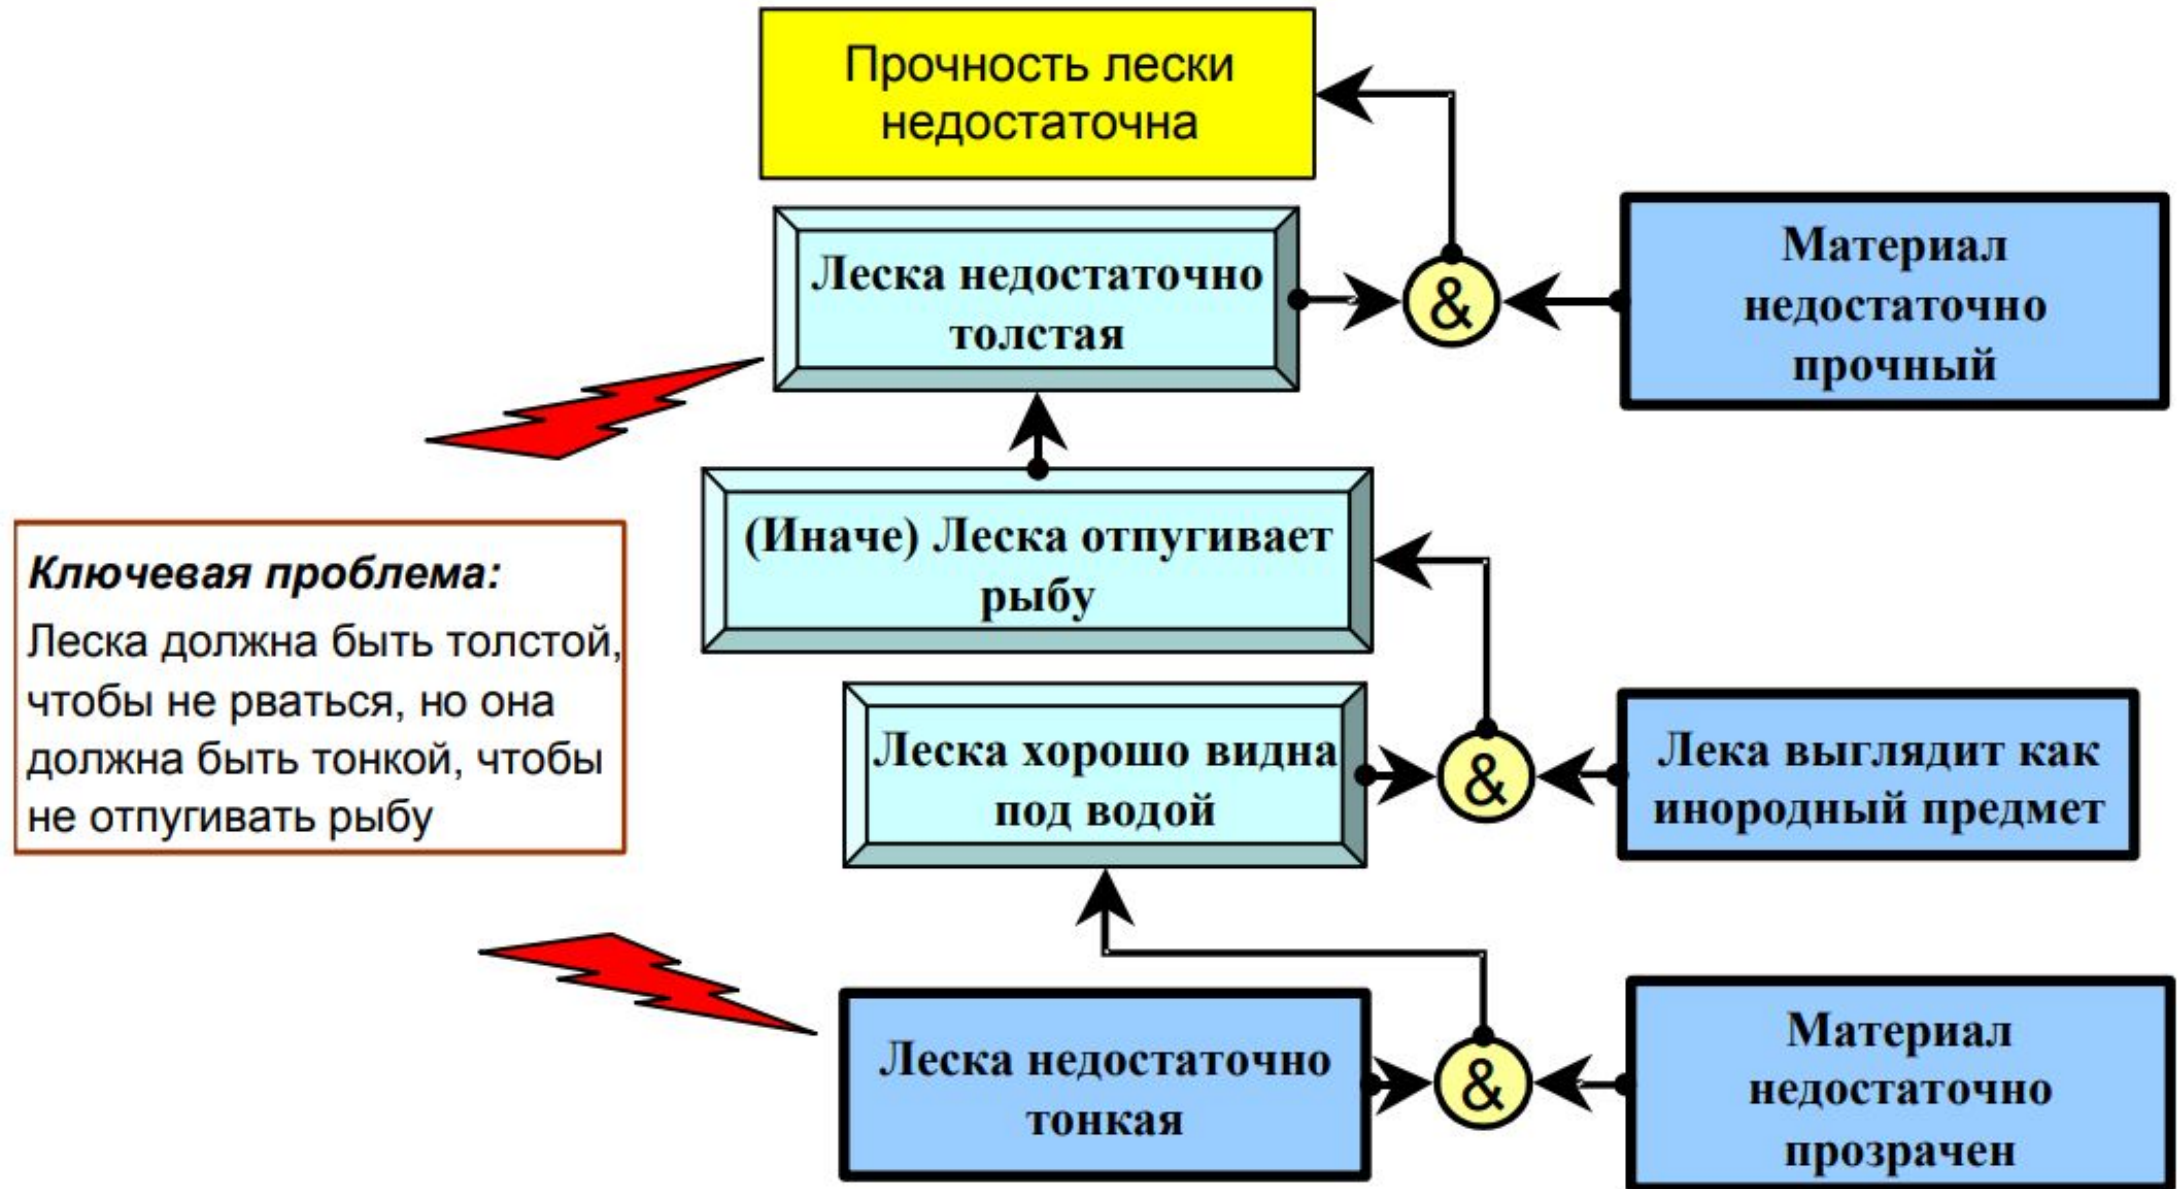 Прочность лески
недостаточна
Леска недостаточно
толстая
&
Материал
недостаточно
прочный
(Иначе) Леска отпугивает
рыбу
Ключевая проблема:
Леска должна быть толстой,
чтобы не рваться, но она
должна быть тонкой, чтобы
не отпугивать рыбу
Леска хорошо видна
под водой
&
Лека выглядит как
инородный предмет
Леска недостаточно
тонкая
&
Материал
недостаточно
прозрачен